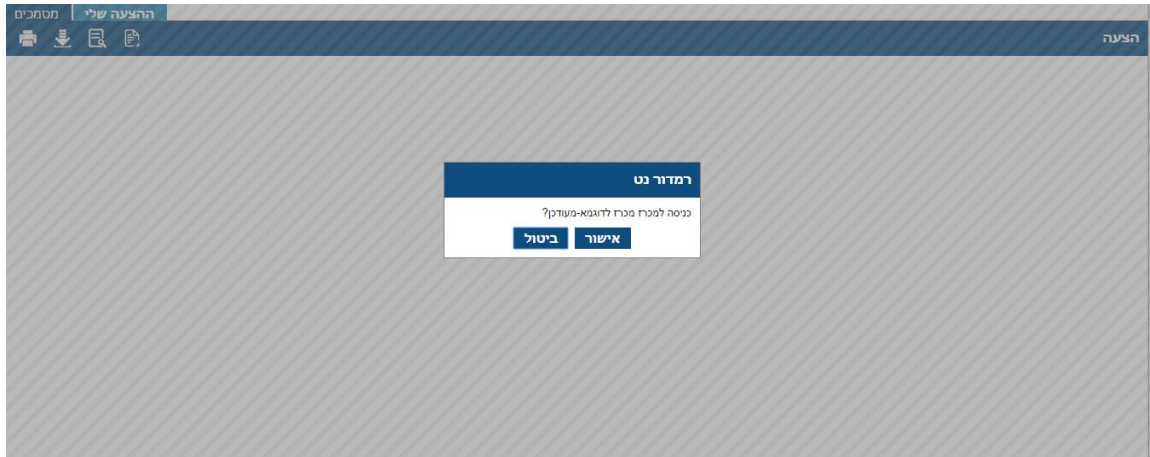 ההצעה שלי מסמכים
הצעה
רמדור נט
כניסה למכרז מכרז לדוגמא-מעודכן?
אישור ביטול